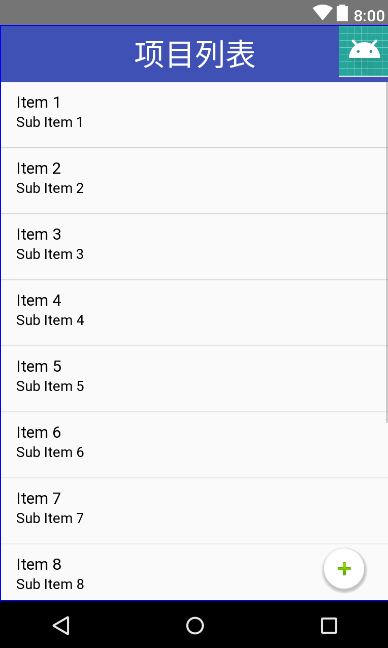 8:00
项目列表
Item 1
Sub Item 1
Item 2
Sub Item 2
Item 3
Sub Item 3
Item 4
Sub Item 4
Item 5
Sub Item 5
Item 6
Sub Item 6
Item 7
Sub Item 7
Item 8
Sub Item 8